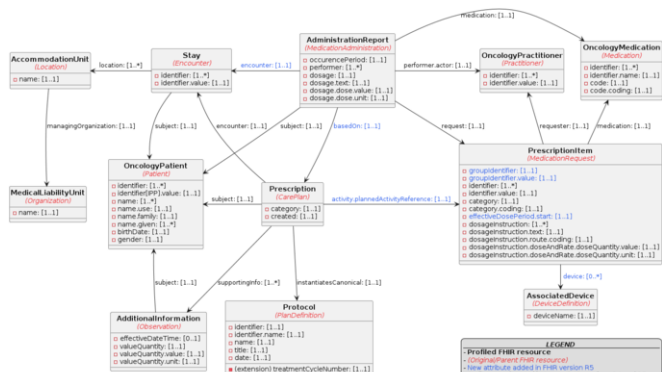 AdministrationReport
(MedicationAdministration)
occurencePeriod: [1..1]
performer: [1..*]
dosage: [1..1]
dosage.text: [1..1]
dosage.dose.value: [1..1]
dosage.dose.unit: [1..1]
medication: [1..1]
AccommodationUnit
(Location)
name: [1..1]
location: [1..*]
Stay
(Encounter)
identifier: [1..*]
identifier.value: [1..1]
encounter: [1..1]
performer.actor: [1..1]
OncologyPractitioner
(Practitioner)
identifier: [1..*]
identifier.value: [1..1]
OncologyMedication
(Medication)
identifier: [1..*]
identifier.name: [1..1]
code: [1..1]
code.coding: [1..1]
managingOrganization: [1..1]
subject: [1..1]
encounter: [1..1]
subject: [1..1]
basedOn: [1..1]
request: [1..1]
requester: [1..1]
medication: [1..1]
MedicalLiabilityUnit
(Organization)
name: [1..1]
OncologyPatient
(Patient)
identifier: [1..*]
identifier[IPP].value: [1..1]
name: [1..*]
name.use: [1..1]
name.family: [1..1]
name.given: [1..*]
birthDate: [1..1]
gender: [1..1]
subject: [1..1]
Prescription
(CarePlan)
category: [1..1]
created: [1..1]
activity.plannedActivityReference: [1..1]
PrescriptionItem
(MedicationRequest)
groupIdentifier: [1..1]
groupIdentifier.value: [1..1]
identifier: [1..*]
identifier.value: [1..1]
category: [1..1]
category.coding: [1..1]
effectiveDosePeriod.start: [1..1]
dosageInstruction: [1..*]
dosageInstruction.text: [1..1]
dosageInstruction.route.coding: [1..1]
dosageInstruction.doseAndRate.doseQuantity.value: [1..1]
dosageInstruction.doseAndRate.doseQuantity.unit: [1..1]
subject: [1..1]
supportingInfo: [1..*]
instantiatesCanonical: [1..1]
device: [0..*]
AdditionalInformation
(Observation)
effectiveDateTime: [0..1]
valueQuantity: [1..1]
valueQuantity.value: [1..1]
valueQuantity.unit: [1..1]
Protocol
(PlanDefinition)
identifier: [1..1]
identifier.name: [1..1]
name: [1..1]
title: [1..1]
date: [1..1]
(extension) treatmentCycleNumber: [1..1]
AssociatedDevice
(DeviceDefinition)
deviceName: [1..1]
LEGEND
- Profiled FHIR resource
- (Original/Parent FHIR resource)
- New attribute added in FHIR version R5